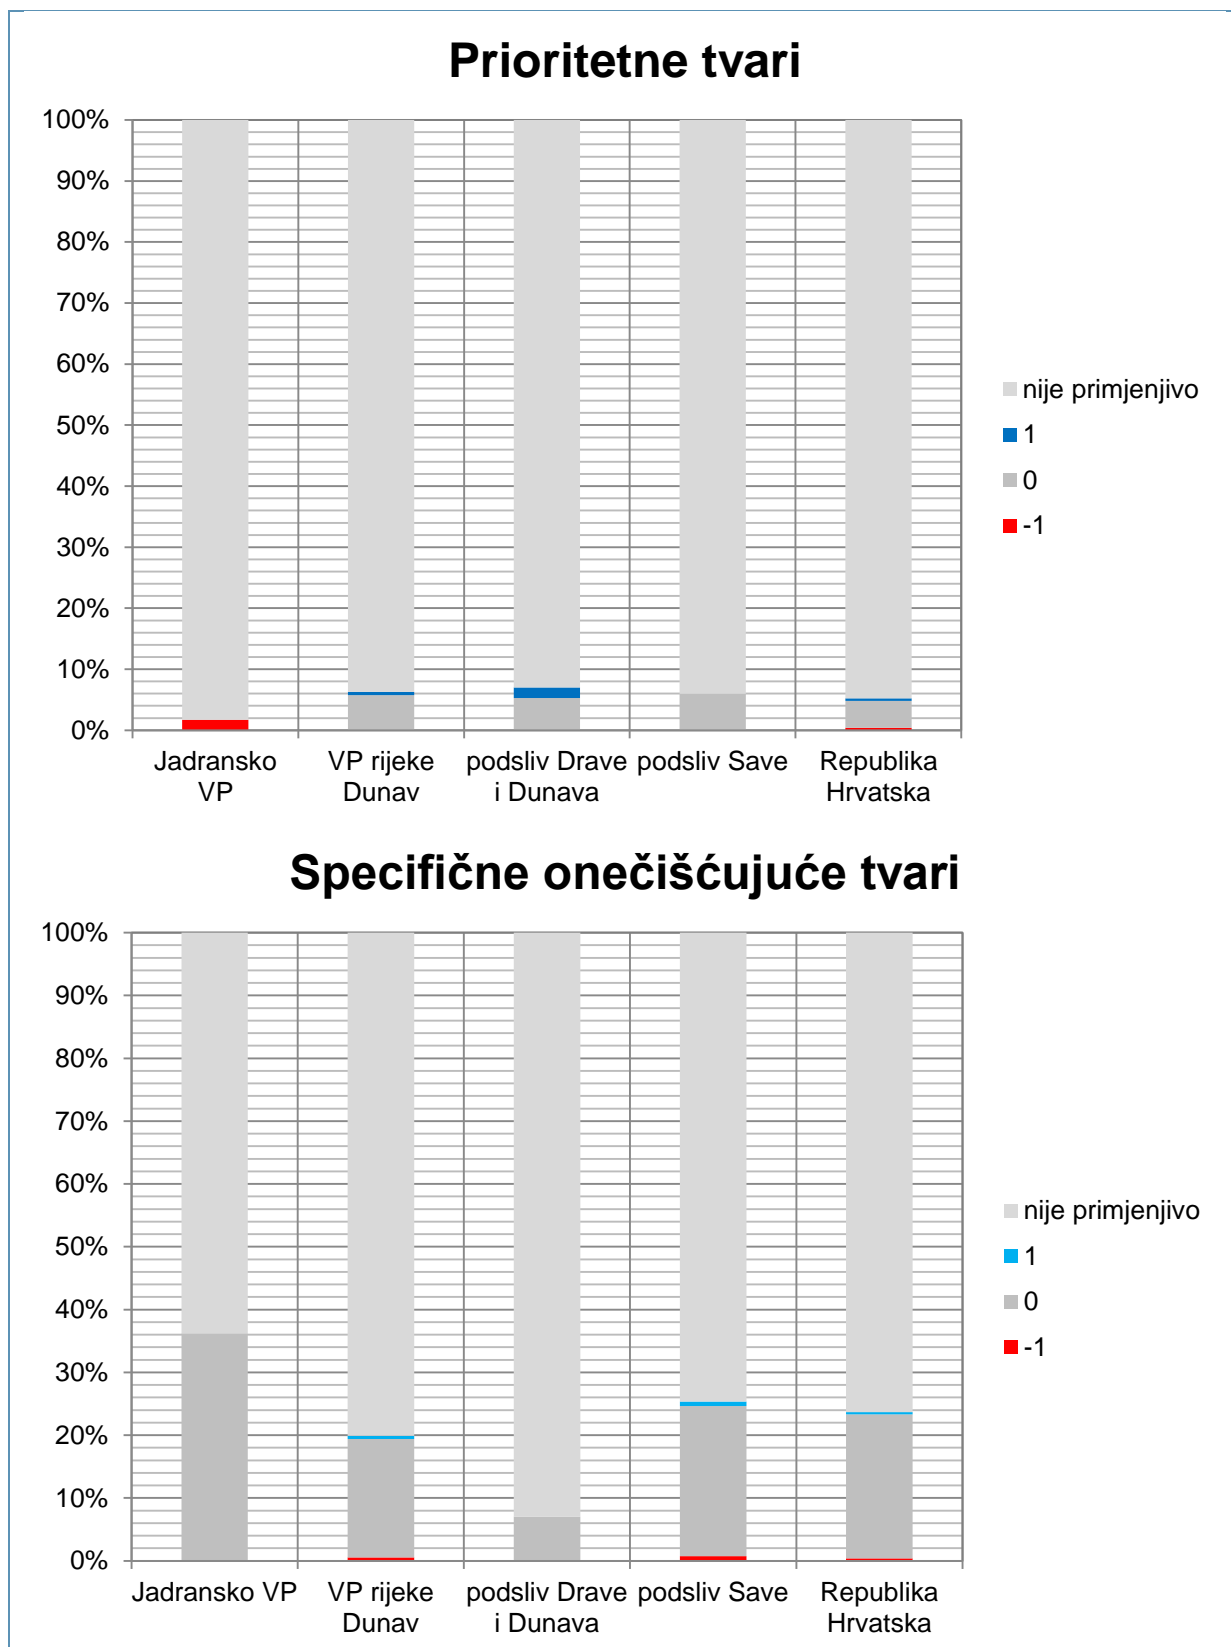 Prioritetne tvari
100%
90%
80%
70%
60%
50%
40%
30%
20%
10%
0%
Jadransko
VP
VP rijeke
Dunav
podsliv Drave
i Dunava
podsliv Save
Republika
Hrvatska
nije primjenjivo
1
0
-1
Specifične onečišćujuće tvari
100%
90%
80%
70%
60%
50%
40%
30%
20%
10%
0%
Jadransko VP
VP rijeke
Dunav
podsliv Drave
i Dunava
podsliv Save
Republika
Hrvatska
nije primjenjivo
1
0
-1